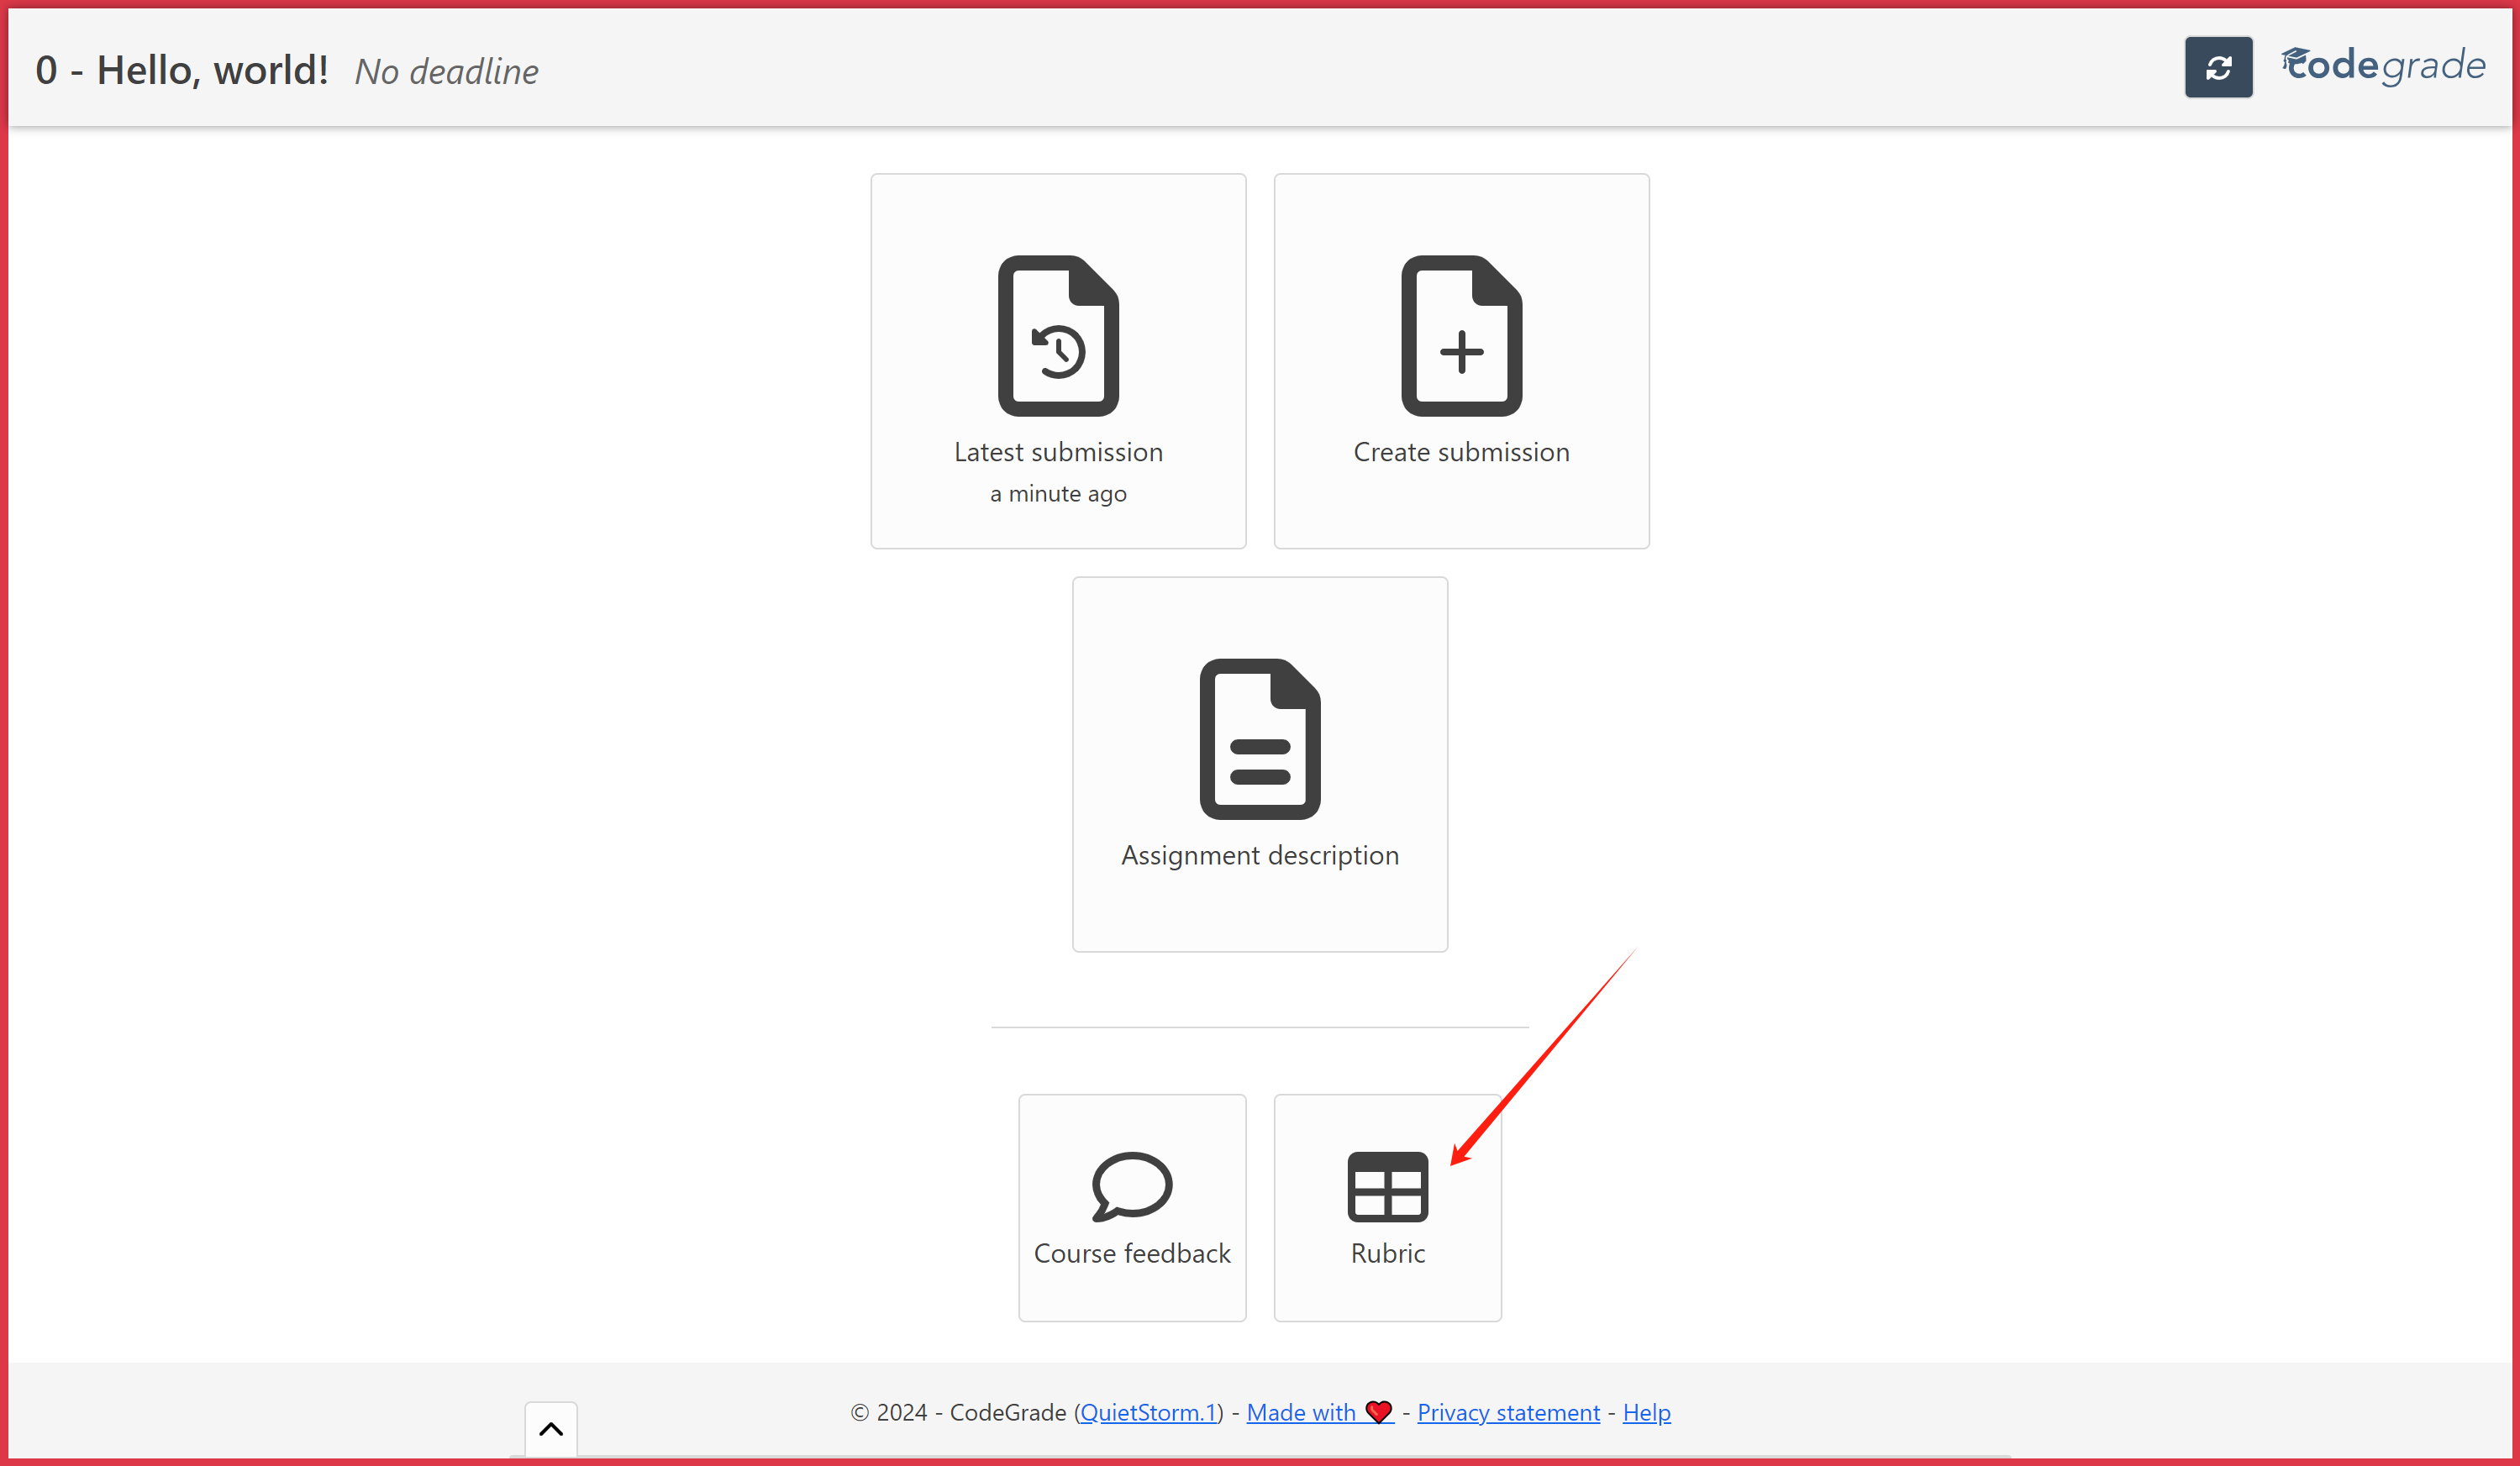 0 - Hello, world! No deadline
codegrade
Latest submission
a minute ago
Create submission
Assignment description
Course feedback
Rubric
© 2024 - CodeGrade (QuietStorm.1) - Made with ❤️ - Privacy statement - Help